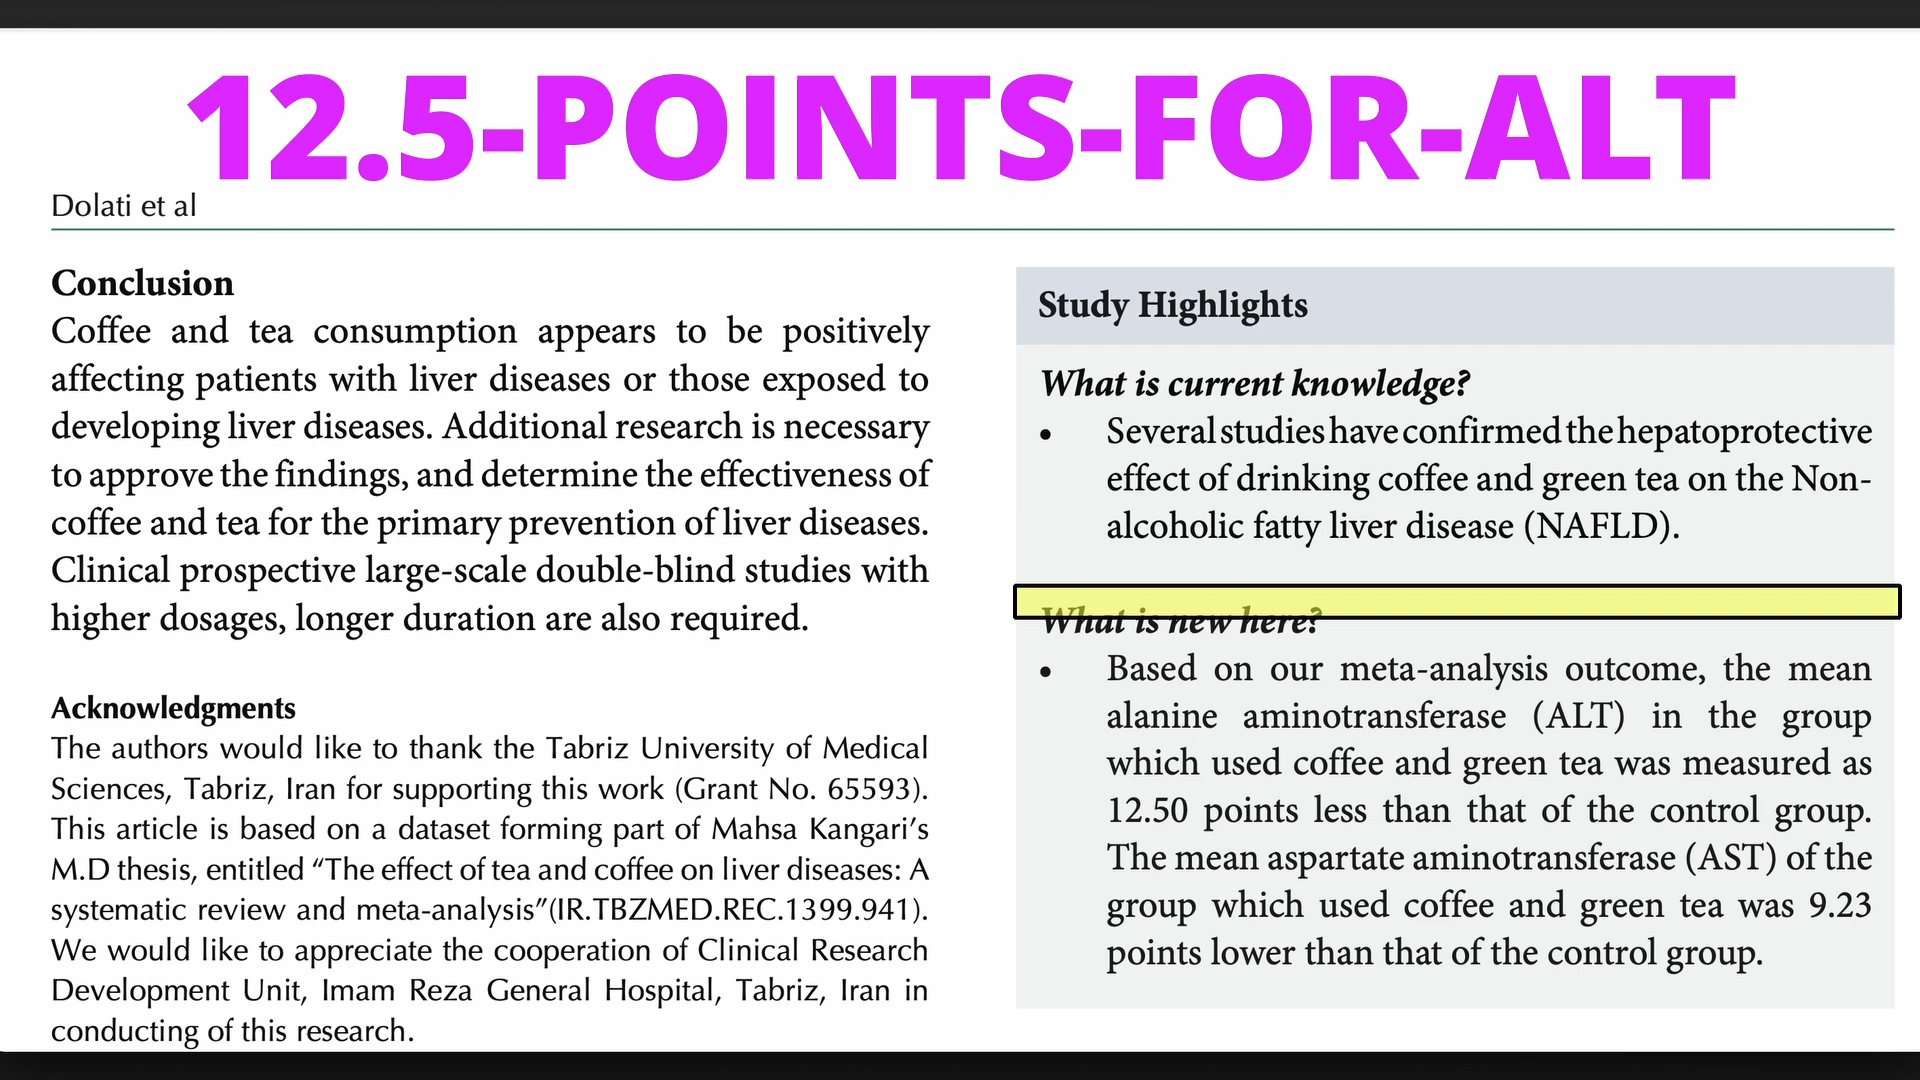 12.5-POINTS-FOR-ALT
Dolati et al
Conclusion
Coffee and tea consumption appears to be positively
affecting patients with liver diseases or those exposed to
developing liver diseases. Additional research is necessary
to approve the findings, and determine the effectiveness of
coffee and tea for the primary prevention of liver diseases.
Clinical prospective large-scale double-blind studies with
higher dosages, longer duration are also required.
Acknowledgments
The authors would like to thank the Tabriz University of Medical
Sciences, Tabriz, Iran for supporting this work (Grant No. 65593).
This article is based on a dataset forming part of Mahsa Kangari’s
M.D thesis, entitled “The effect of tea and coffee on liver diseases: A
systematic review and meta-analysis”(IR.TBZMED.REC.1399.941).
We would like to appreciate the cooperation of Clinical Research
Development Unit, Imam Reza General Hospital, Tabriz, Iran in
conducting of this research.
Study Highlights
What is current knowledge?
• Several studies have confirmed the hepatoprotective
effect of drinking coffee and green tea on the Non-
alcoholic fatty liver disease (NAFLD).
What is new here?
• Based on our meta-analysis outcome, the mean
alanine aminotransferase (ALT) in the group
which used coffee and green tea was measured as
12.50 points less than that of the control group.
The mean aspartate aminotransferase (AST) of the
group which used coffee and green tea was 9.23
points lower than that of the control group.